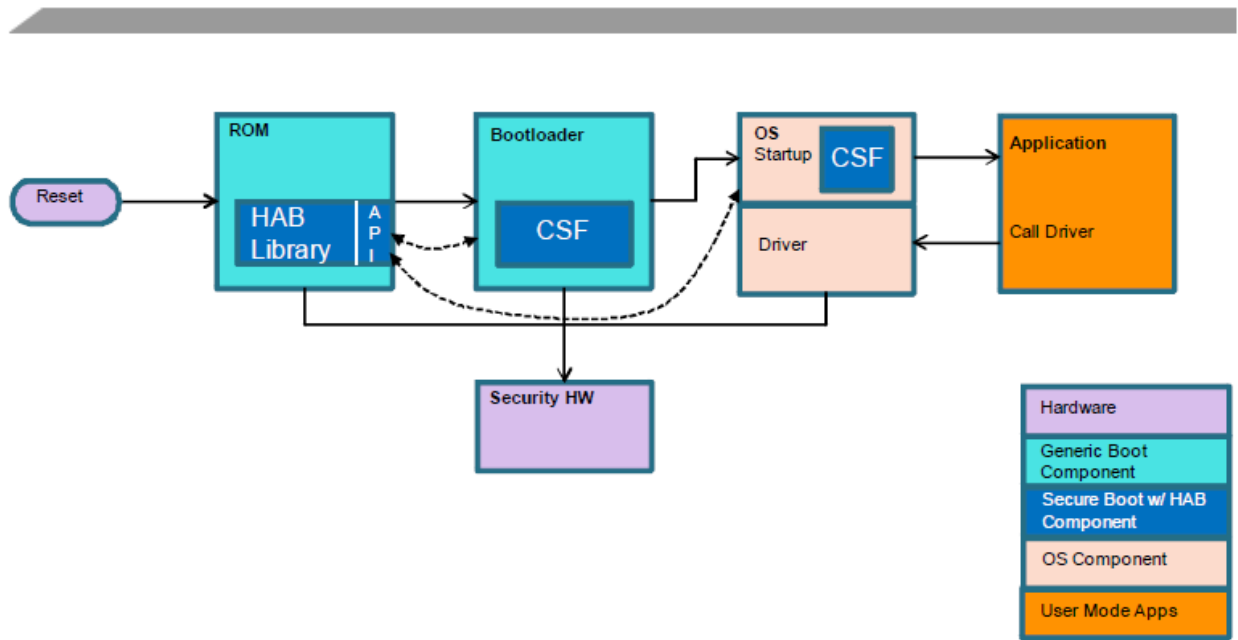 ROM
Bootloader
OS
Startup
CSF
Application
Reset
HAB
Library
A
P
I
CSF
Driver
Call Driver
Security HW
Hardware
Generic Boot
Component
Secure Boot w/ HAB
Component
OS Component
User Mode Apps